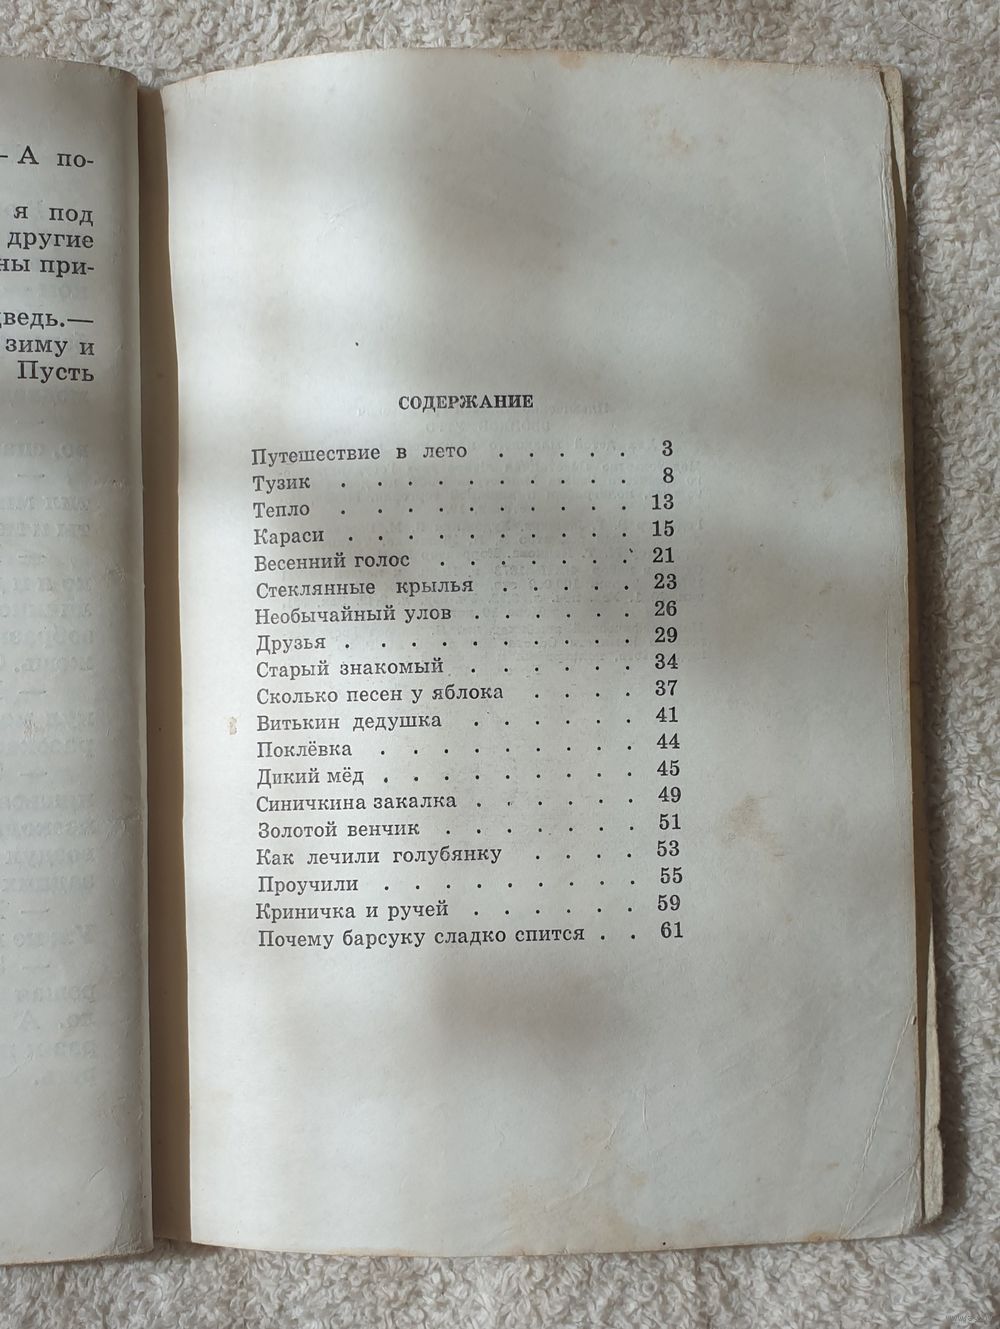 - А по-
я под
другие
ны при-
дведь.—
зиму и
Пусть
СОДЕРЖАНИЕ
Путешествие в лето . . . . . 3
Тузик . . . . . . . . . . 8
Тепло . . . . . . . . . . 13
Караси . . . . . . . . . . 15
Весенний голос . . . . . . . 21
Стеклянные крылья . . . . . 23
Необычайный улов . . . . . . 26
Друзья . . . . . . . . . . 29
Старый знакомый . . . . . . 34
Сколько песен у яблока . . . . 37
Витькин дедушка . . . . . . 41
Поклёвка . . . . . . . . . 44
Дикий мёд . . . . . . . . . 45
Синичкина закалка . . . . . . 49
Золотой венчик . . . . . . . 51
Как лечили голубянку . . . . 53
Проучили . . . . . . . . . 55
Криничка и ручей . . . . . . 59
Почему барсуку сладко спится . . 61